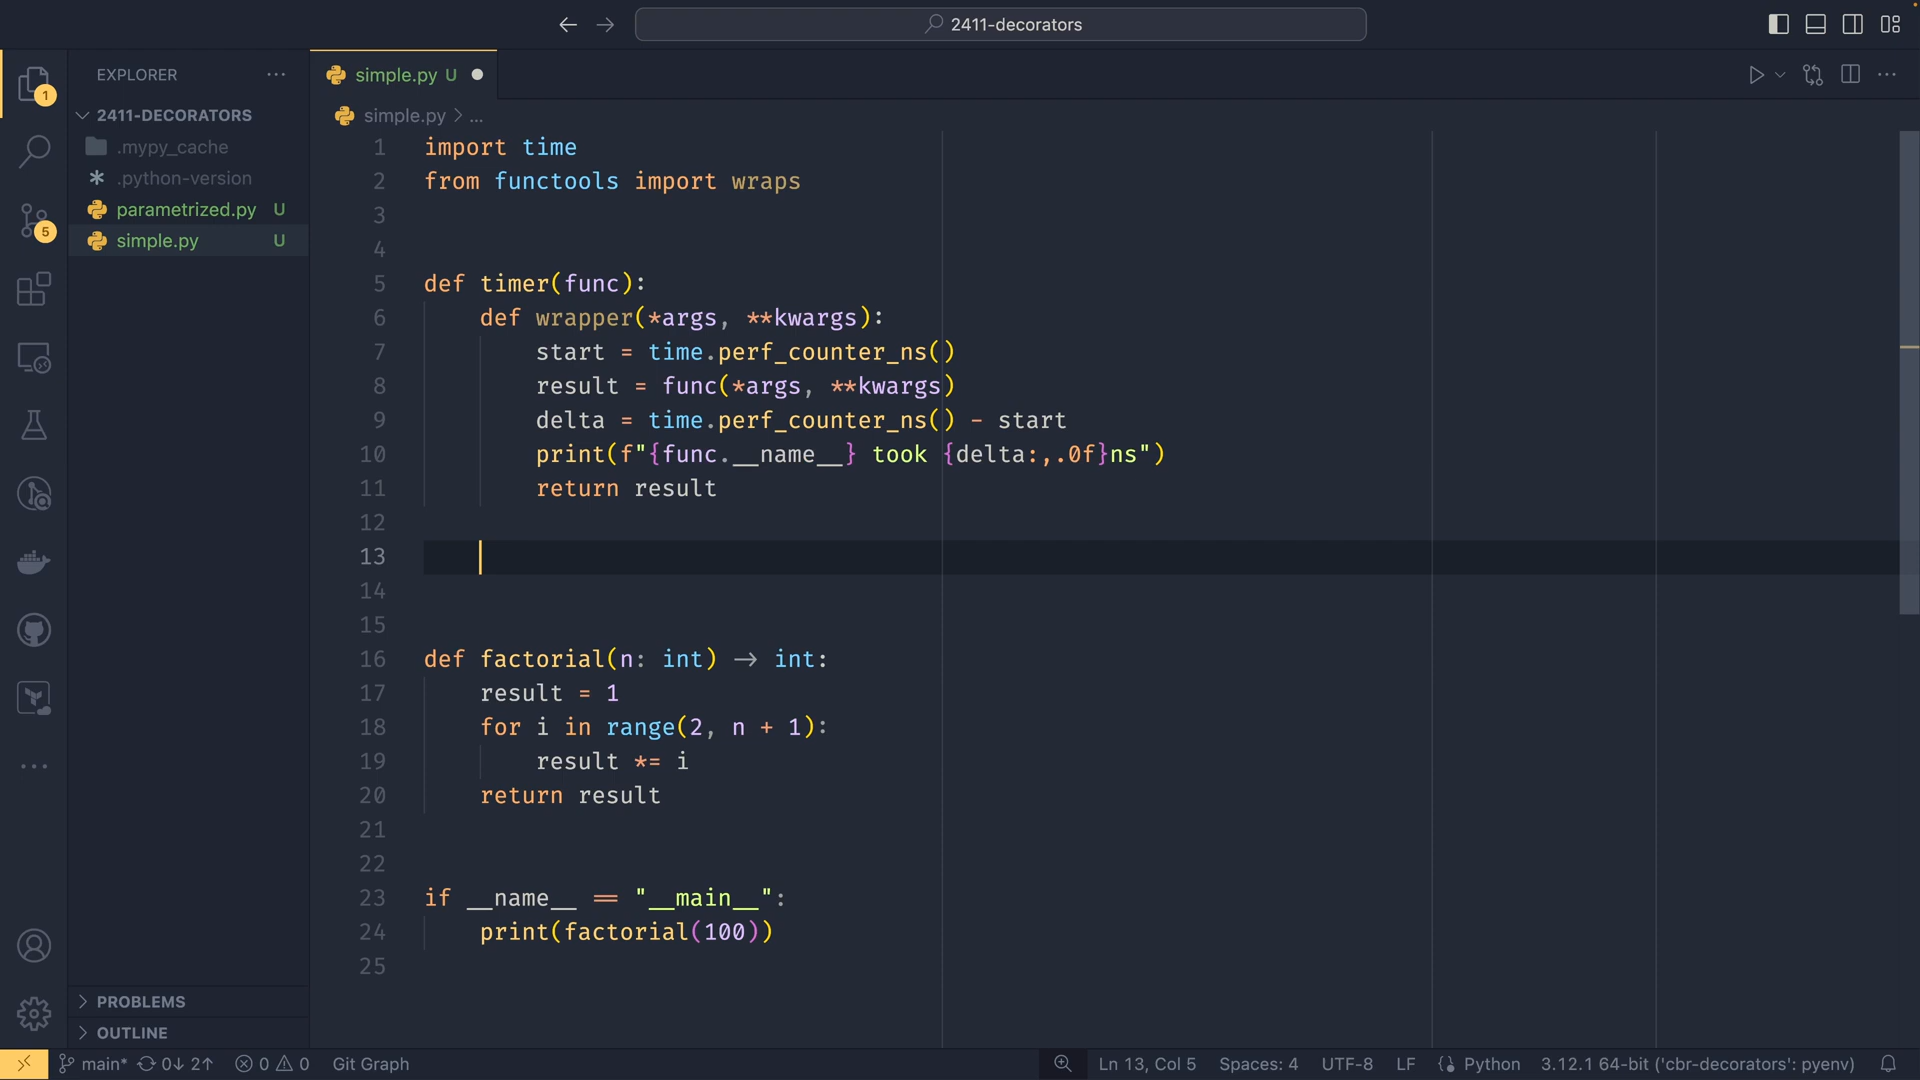 2411-decorators
EXPLORER
simple.py U
1
2411-DECORATORS
simple.py > ...
.mypy_cache
.python-version
parametrized.py U
simple.py U
5
1 import time
2 from functools import wraps
3
4
5 def timer(func):
6 def wrapper(*args, **kwargs):
7 start = time.perf_counter_ns()
8 result = func(*args, **kwargs)
9 delta = time.perf_counter_ns() - start
10 print(f"{func.__name__} took {delta:,.0f}ns")
11 return result
12
13
14
15
16 def factorial(n: int) → int:
17 result = 1
18 for i in range(2, n + 1):
19 result *= i
20 return result
21
22
23 if __name__ == "__main__":
24 print(factorial(100))
25
PROBLEMS
OUTLINE
main* 0↓ 2↑ 0 0 Git Graph Ln 13, Col 5 Spaces: 4 UTF-8 LF Python 3.12.1 64-bit ('cbr-decorators': pyenv)